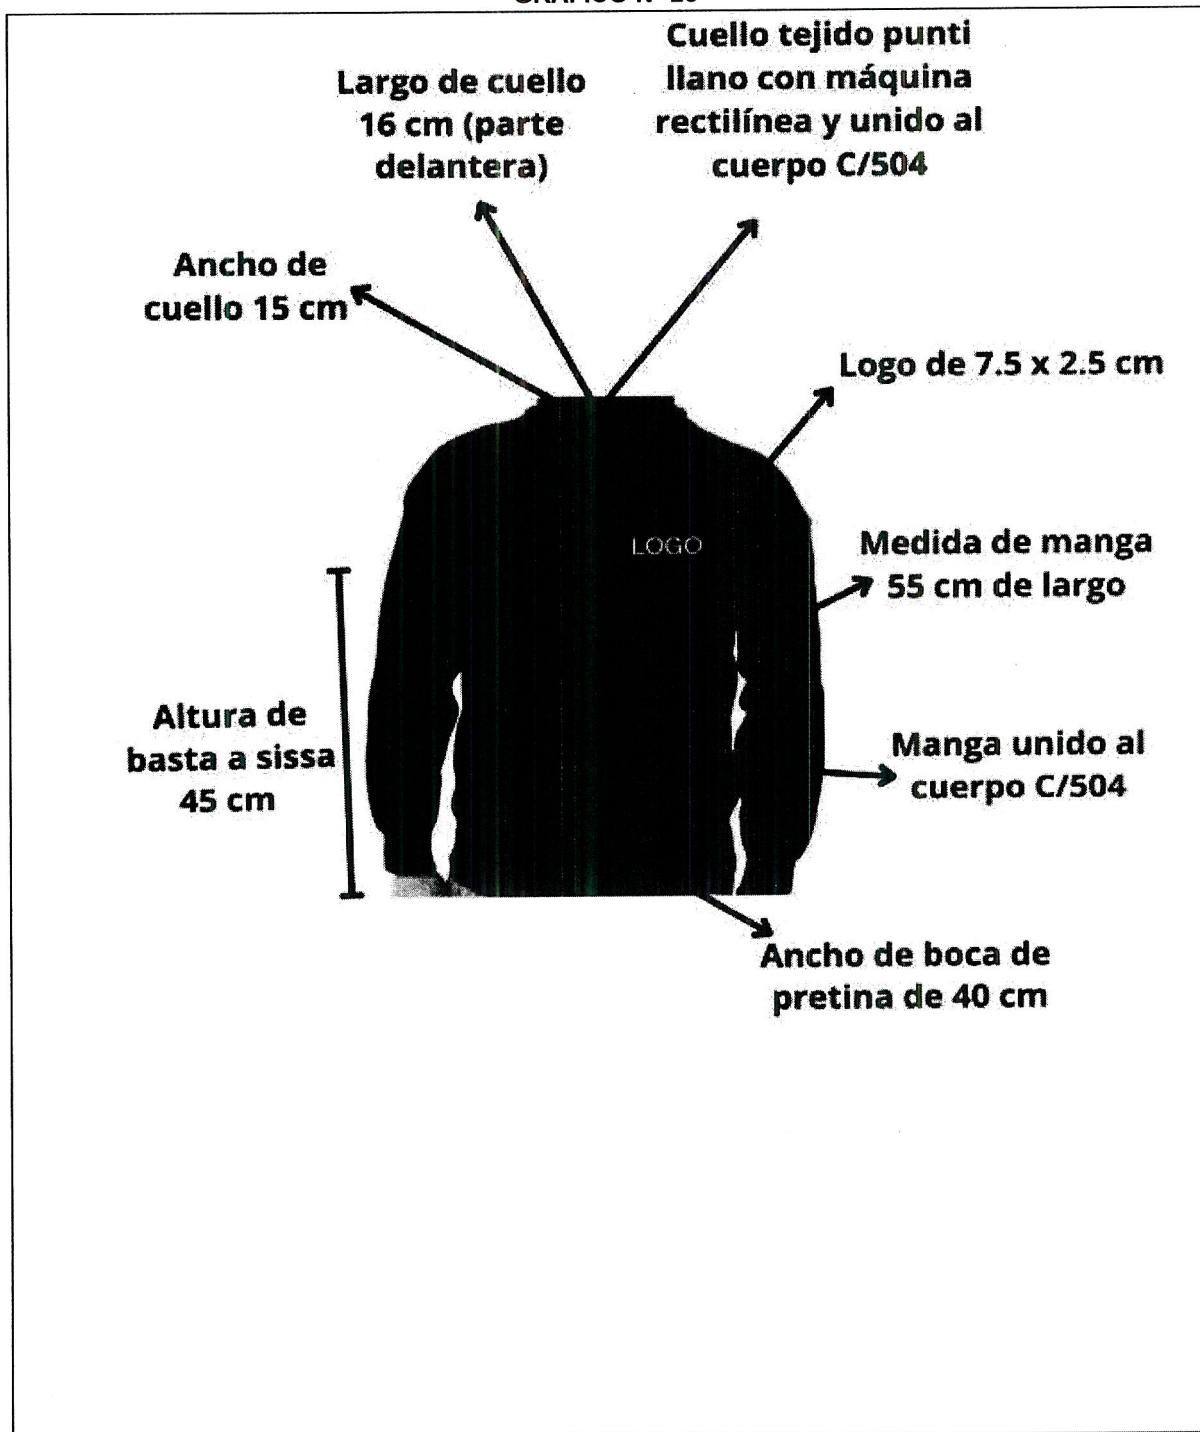 Cuello tejido punti
llano con máquina
rectilínea y unido al
cuerpo C/504
Largo de cuello
16 cm (parte
delantera)
Ancho de
cuello 15 cm
Logo de 7.5 x 2.5 cm
LOGO
Medida de manga
55 cm de largo
Altura de
basta a sissa
45 cm
Manga unido al
cuerpo C/504
Ancho de boca de
pretina de 40 cm